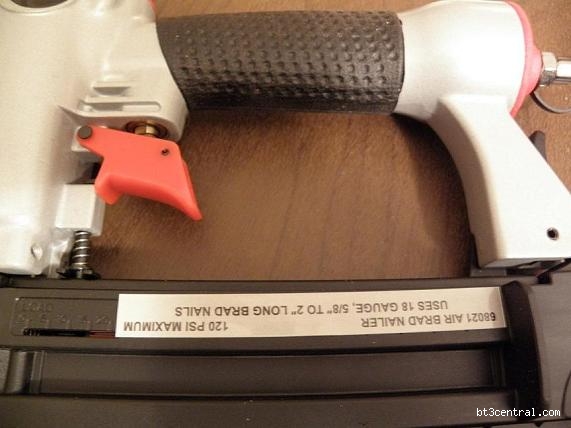 68021 AIR BRAD NAILER 120 PSI MAXIMUM
USES 18 GAUGE, 5/8" TO 2" LONG BRAD NAILS
LOAD
bt3central.com